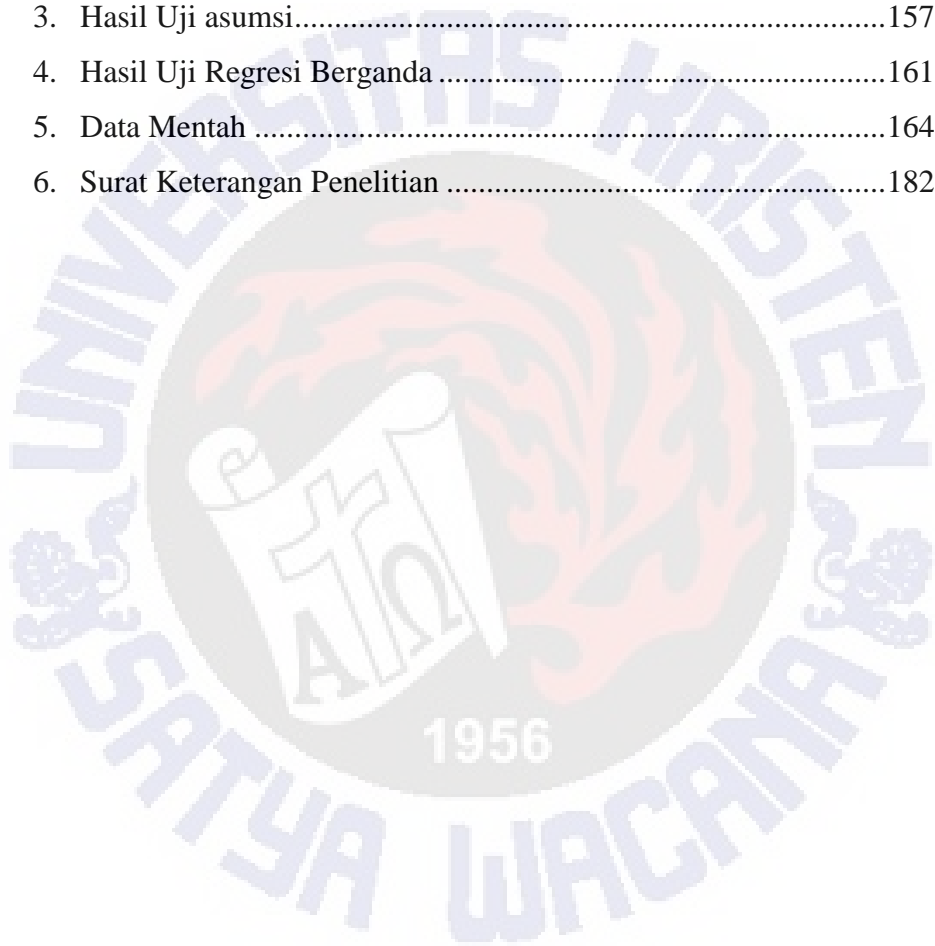 3. Hasil Uji asumsi.......................................................................157
4. Hasil Uji Regresi Berganda.......................................................161
5. Data Mentah.............................................................................164
6. Surat Keterangan Penelitian......................................................182
UNIVERSITAS KRISTEN
Α Ω
1956
SATYA WACANA